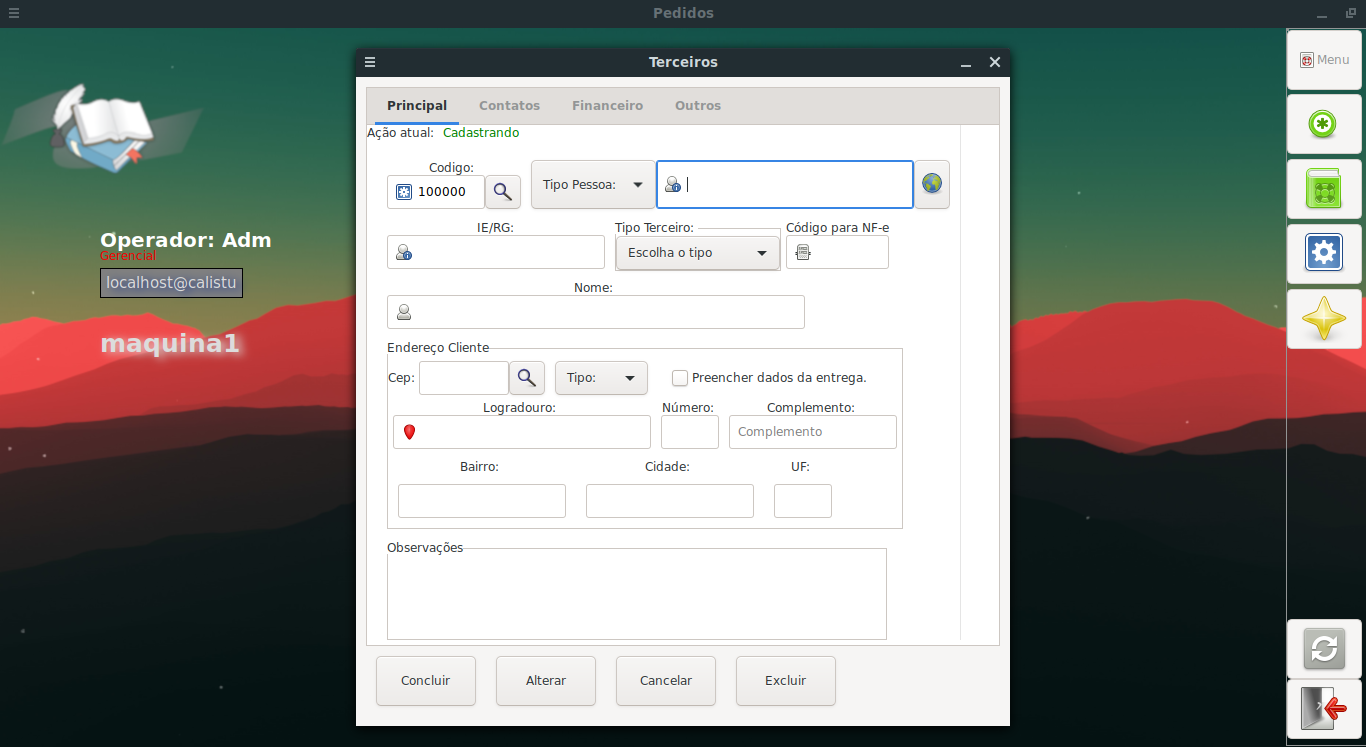 Pedidos
Terceiros
Menu
Principal Contatos Financeiro Outros
Ação atual: Cadastrando
Codigo:
100000
Tipo Pessoa:
IE/RG:
Tipo Terceiro:
Código para NF-e
Escolha o tipo
Nome:
Endereço Cliente
Cep:
Tipo:
Preencher dados da entrega.
Logradouro:
Número:
Complemento:
Complemento
Bairro:
Cidade:
UF:
Observações
Concluir
Alterar
Cancelar
Excluir
Operador: Adm
Gerencial
localhost@calistu
maquina1